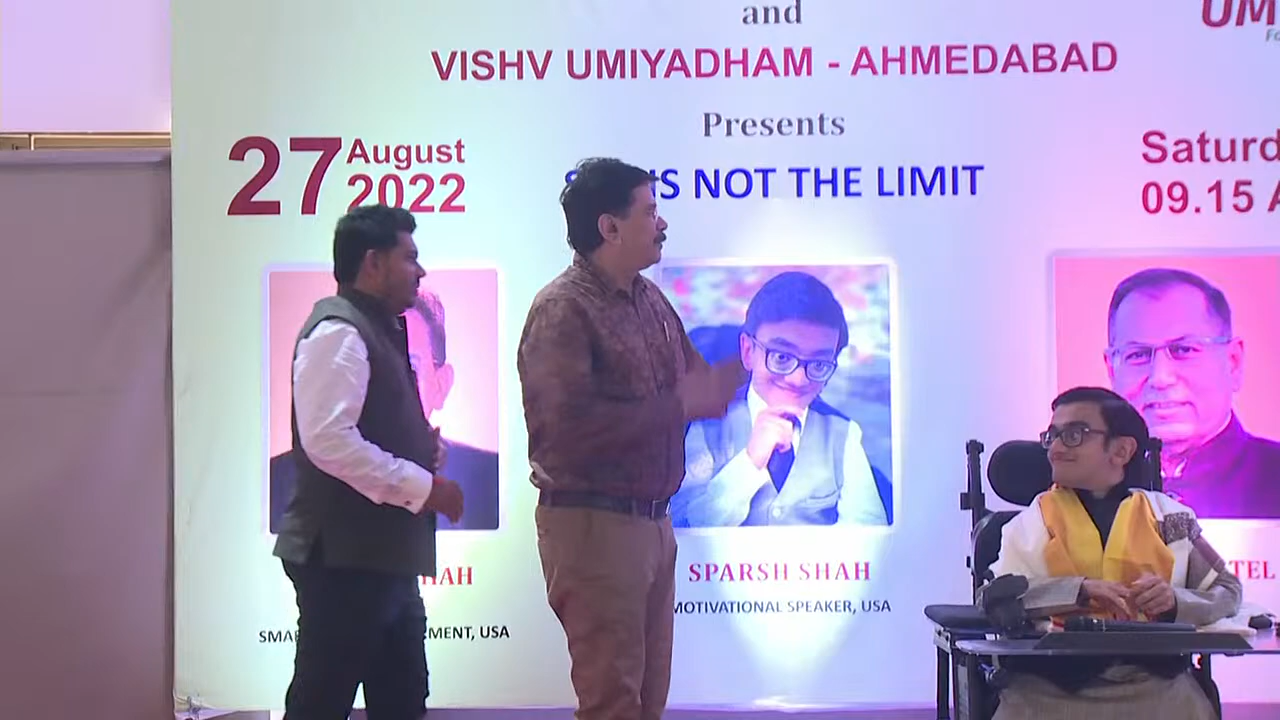 and
UM
VISHV UMIYADHAM - AHMEDABAD
Presents
27 August
2022
IS NOT THE LIMIT
Saturd
09.15 A
HAH
SPARSH SHAH
TEL
MOTIVATIONAL SPEAKER, USA
SMA MENT, USA